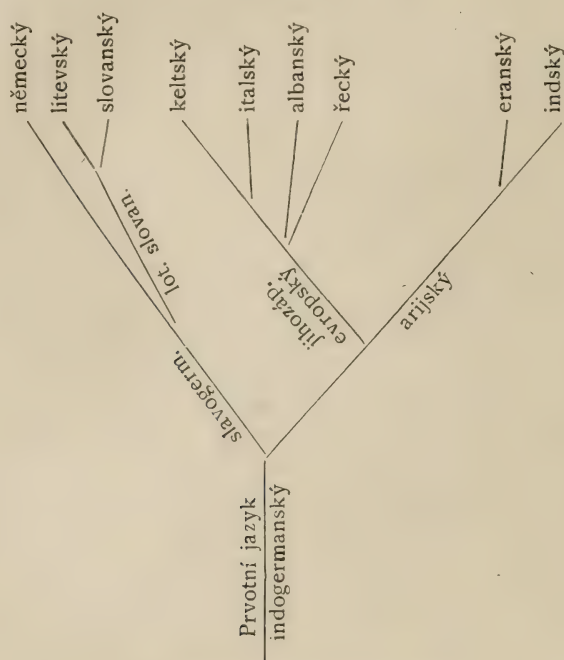 Prvotní jazyk
indogermanský
slavogerm.
lot. slovan.
německý
litevský
slovanský
jihozáp.
evropský
keltský
italský
albanský
řecký
arijský
eranský
indský